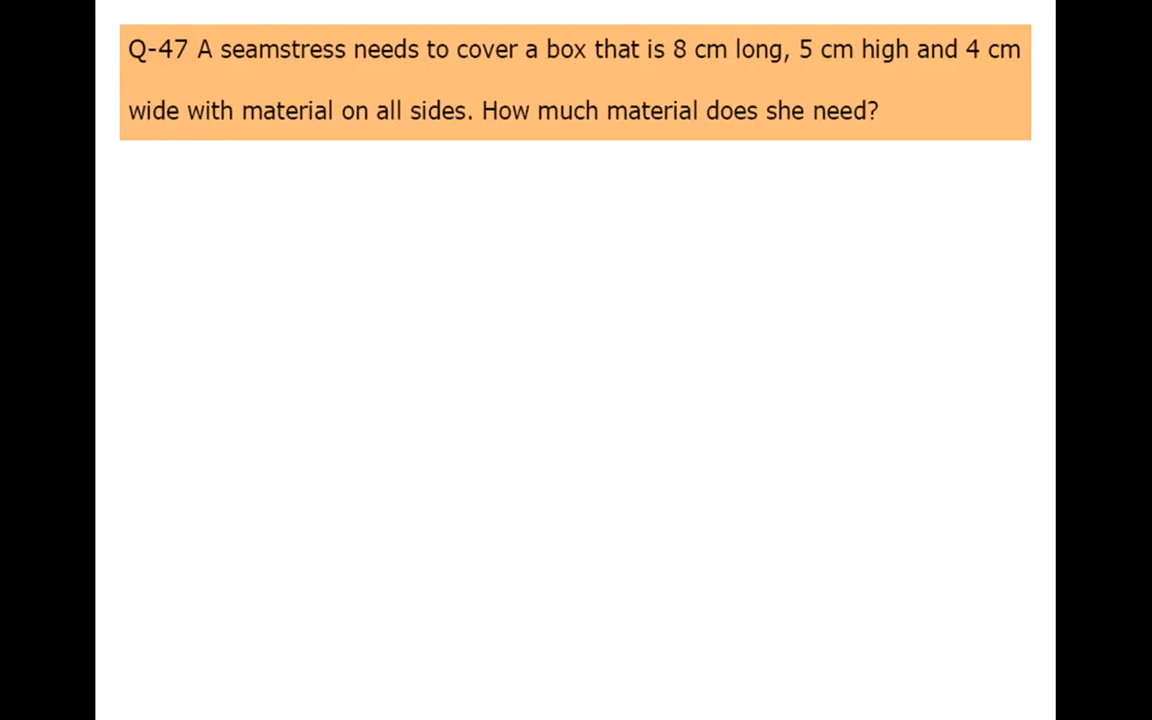 Q-47 A seamstress needs to cover a box that is 8 cm long, 5 cm high and 4 cm
wide with material on all sides. How much material does she need?